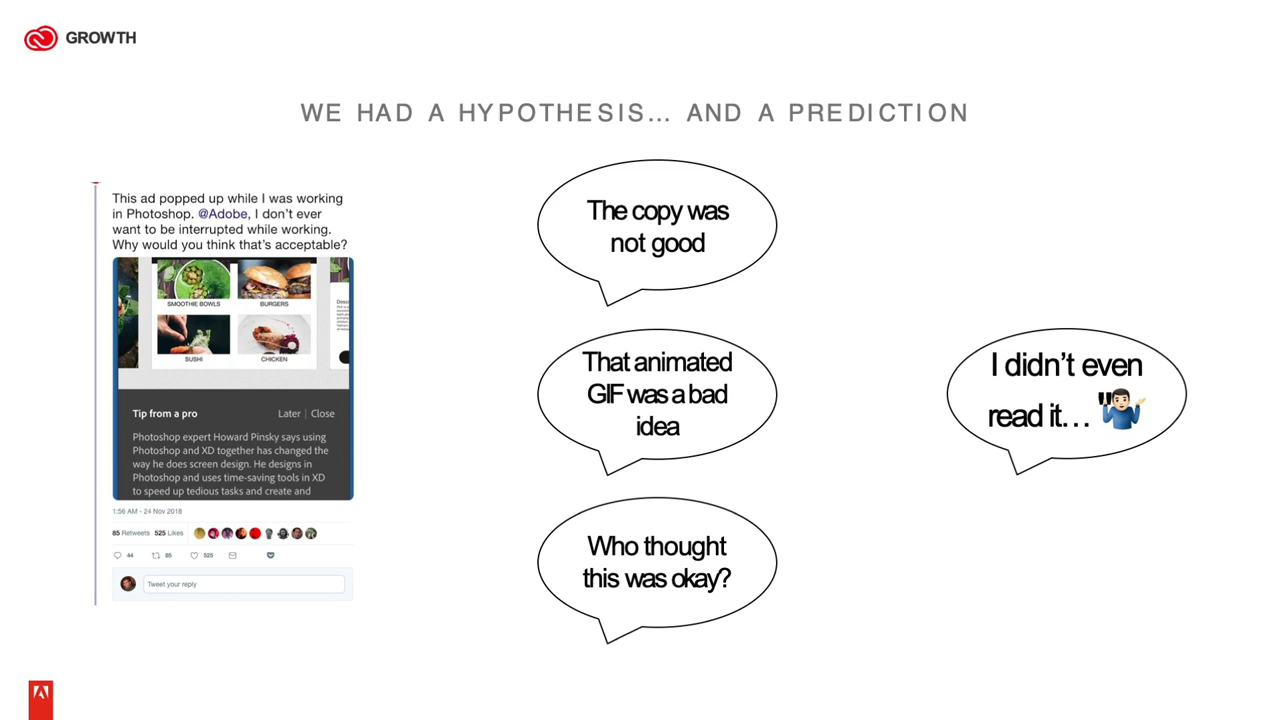 GROWTH
WE HAD A HYPOTHESIS... AND A PREDICTION
This ad popped up while I was working
in Photoshop. @Adobe, I don't ever
want to be interrupted while working.
Why would you think that's acceptable?
SMOOTHIE BOWLS
BURGERS
SUSHI
CHICKEN
Tip from a pro
Later | Close
Photoshop expert Howard Pinsky says using
Photoshop and XD together has changed the
way he does screen design. He designs in
Photoshop and uses time-saving tools in XD
to speed up tedious tasks and create and
1:56 AM - 24 Nov 2018
85 Retweets 525 Likes
44 85 525
Tweet your reply
The copy was
not good
That animated
GIF was a bad
idea
Who thought
this was okay?
I didn't even
read it...